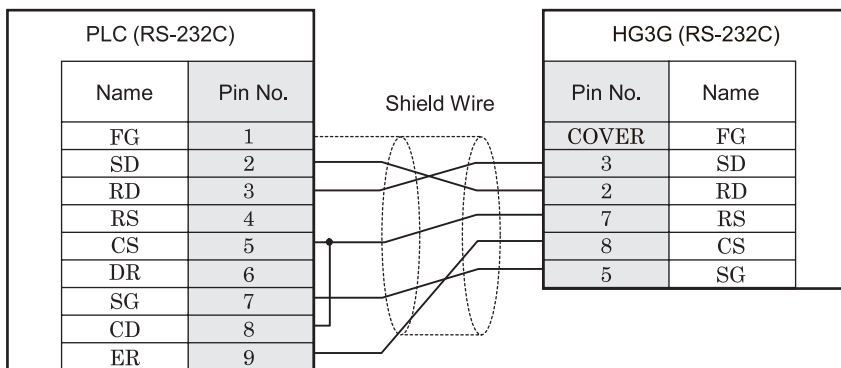 PLC (RS-232C)
Name Pin No.
FG 1
SD 2
RD 3
RS 4
CS 5
DR 6
SG 7
CD 8
ER 9
Shield Wire
HG3G (RS-232C)
Pin No. Name
COVER FG
3 SD
2 RD
7 RS
8 CS
5 SG